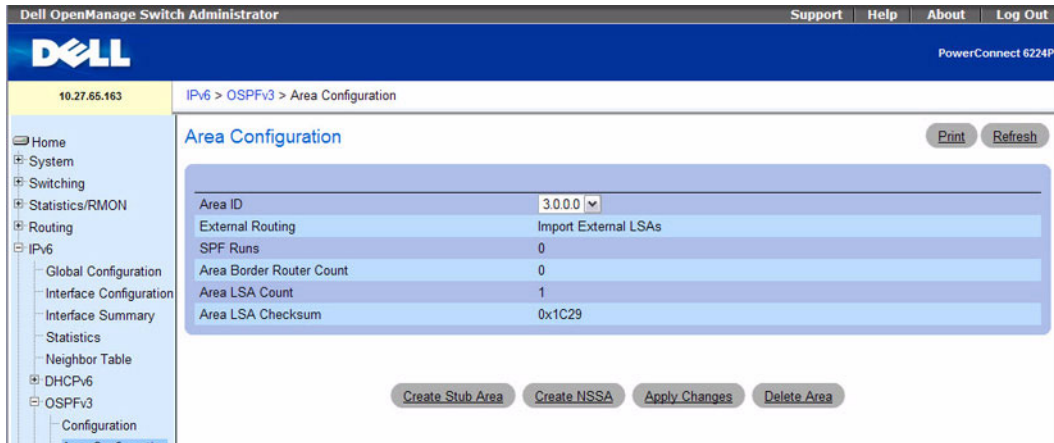 Dell OpenManage Switch Administrator
Support Help About Log Out
DELL
PowerConnect 6224P
10.27.65.163
IPv6 > OSPFv3 > Area Configuration
Home
System
Switching
Statistics/RMON
Routing
IPv6
Global Configuration
Interface Configuration
Interface Summary
Statistics
Neighbor Table
DHCPv6
OSPFv3
Configuration
Area Configuration
Print Refresh
Area ID 3.0.0.0
External Routing Import External LSAs
SPF Runs 0
Area Border Router Count 0
Area LSA Count 1
Area LSA Checksum 0x1C29
Create Stub Area Create NSSA Apply Changes Delete Area